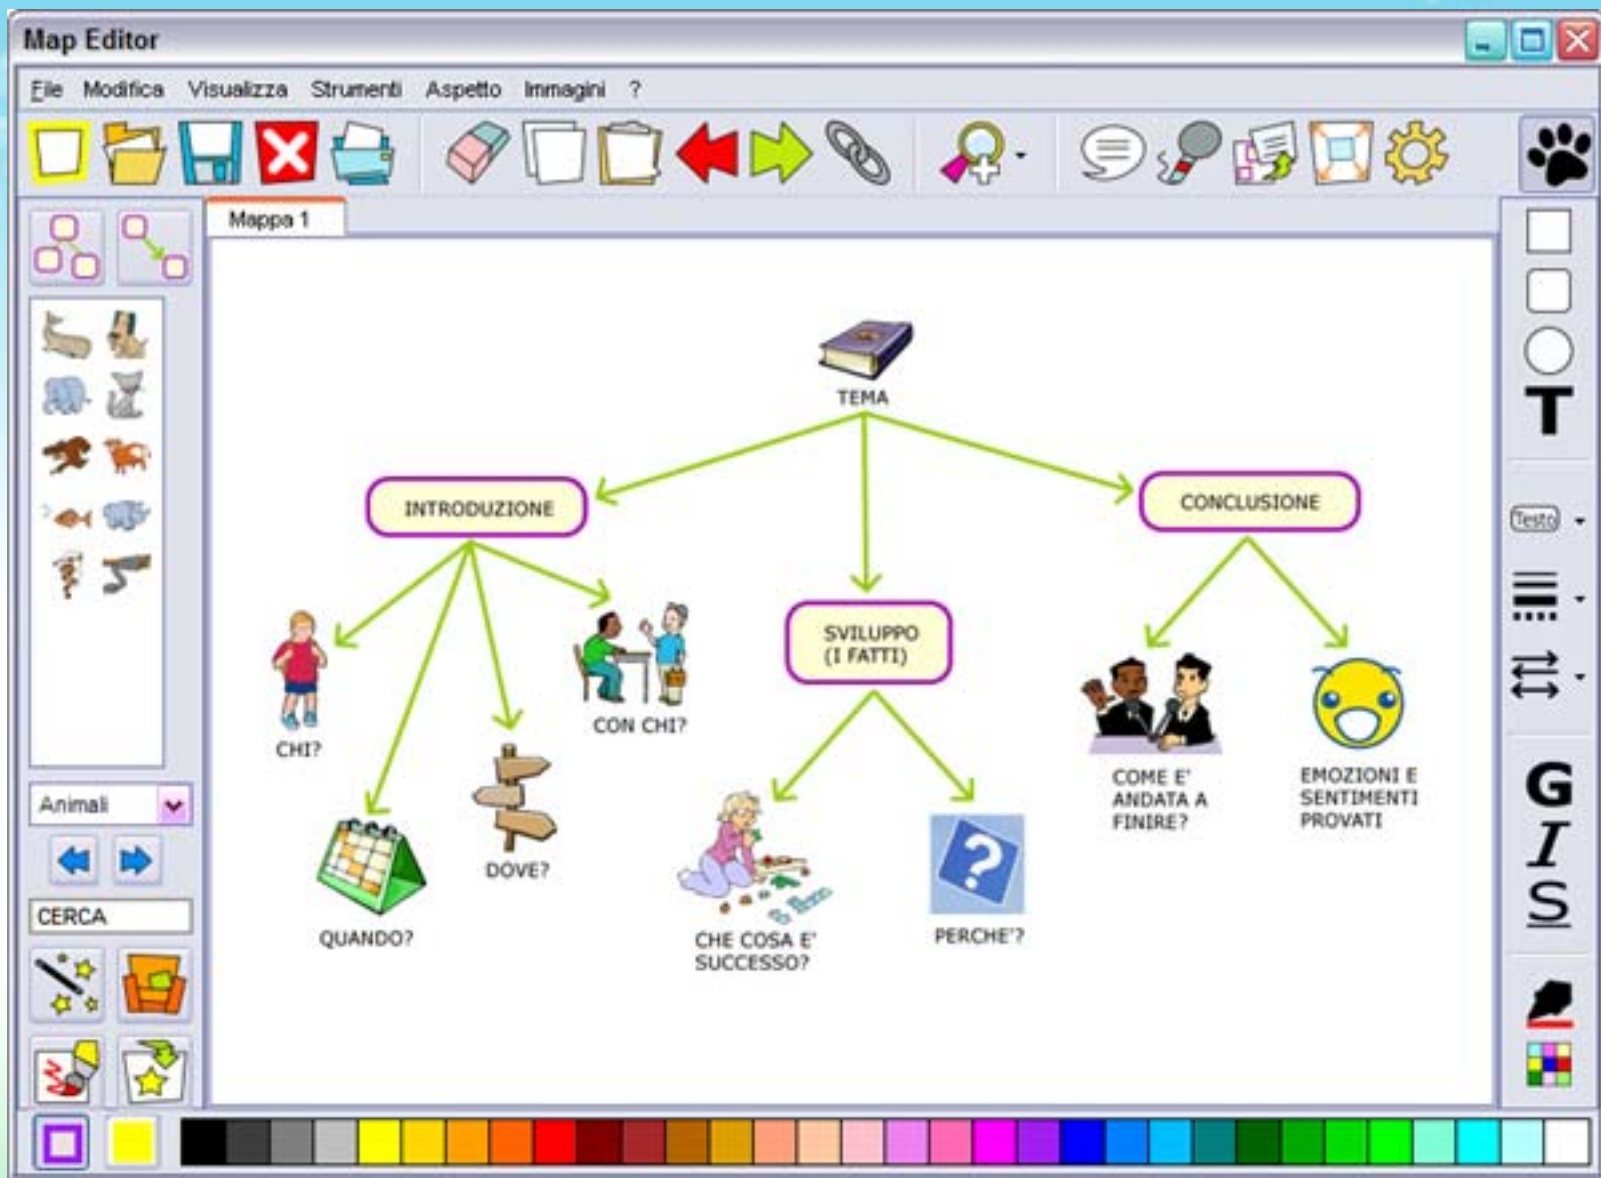 Map Editor
File Modifica Visualizza Strumenti Aspetto Immagini ?
Mappa 1
TEMA
INTRODUZIONE
CONCLUSIONE
SVILUPPO
(I FATTI)
CHI?
CON CHI?
QUANDO?
DOVE?
CHE COSA E'
SUCCESSO?
PERCHE'?
COME E'
ANDATA A
FINIRE?
EMOZIONI E
SENTIMENTI
PROVATI
Animali
CERCA
T
Testo
G
I
S